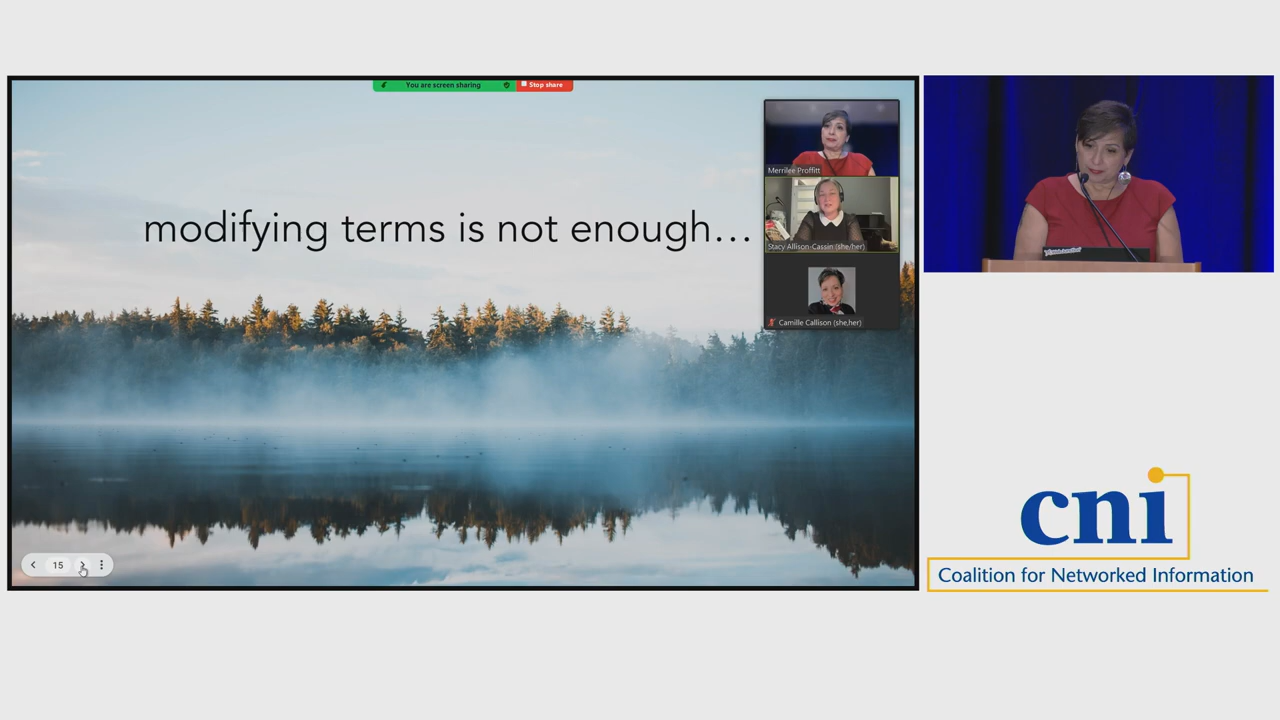 You are screen sharing
Stop share
modifying terms is not enough...
Merrilee Proffitt
Stacy Allison-Cassin (she/her)
Camille Callison (she,her)
15
cni
Coalition for Networked Information